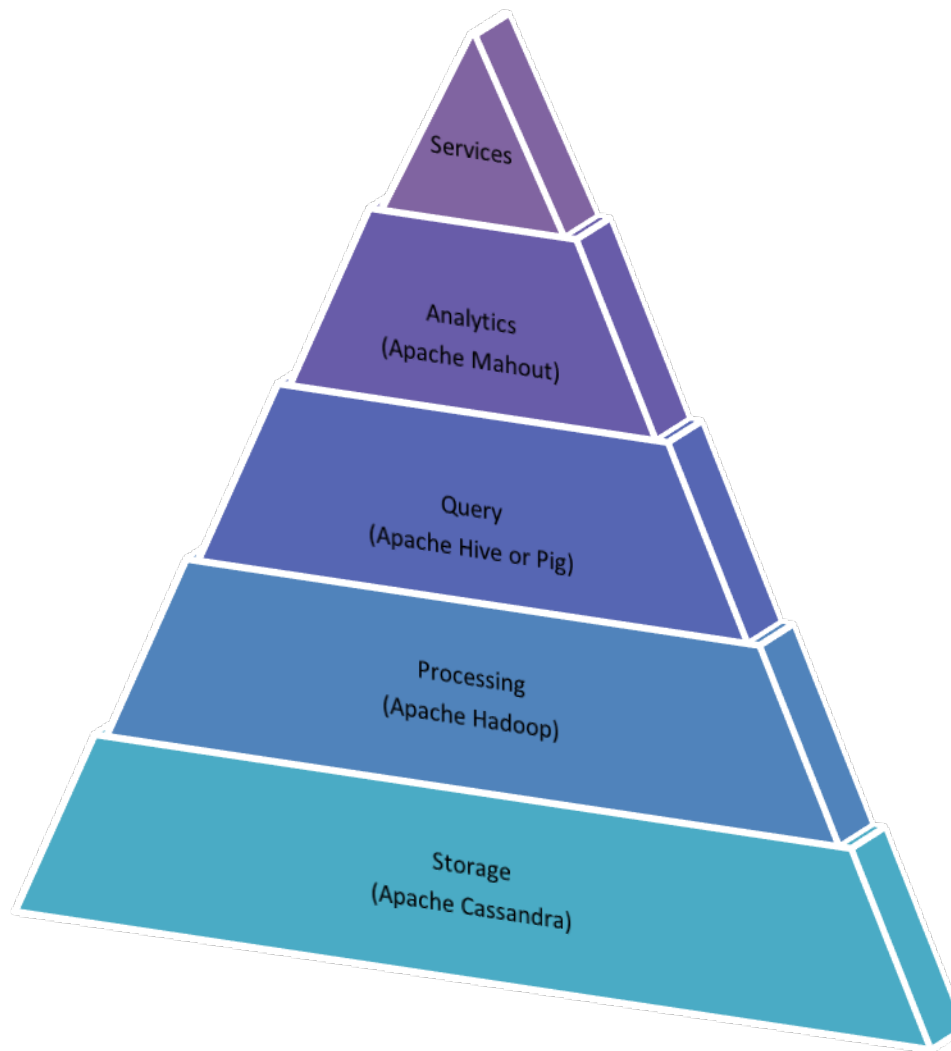 Services
Analytics
(Apache Mahout)
Query
(Apache Hive or Pig)
Processing
(Apache Hadoop)
Storage
(Apache Cassandra)